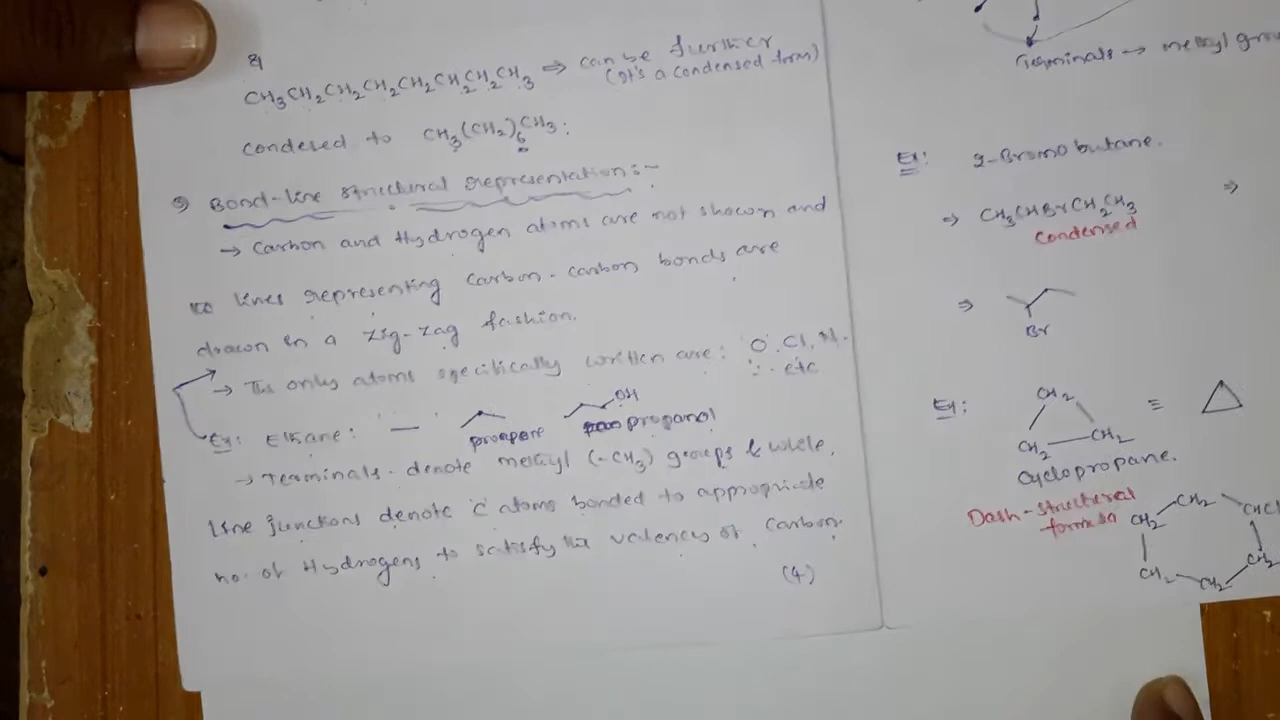 CH3CH2CH2CH2CH2CH2CH2CH3 ⇒ can be further
(It's a condensed form)
condesed to CH3(CH2)6CH3:
Bond-line structural representation:-
→ Carbon and Hydrogen atoms are not shown and
lines representing carbon-carbon bonds are
drawn in a zig-zag fashion.
→ The only atoms specifically written are: O, Cl, N.
etc
Ex: Ethane:
OH
propane propanol
→ Terminals - denote methyl (-CH3) groups & while,
line junctions denote 'C' atoms bonded to appropriate
no. of Hydrogens to satisfy the valency of carbon.
(4)
Terminals → methyl
Ex: 2-Bromo butane.
⇒ CH3CHBrCH2CH3 ⇒
Condensed
⇒
Br
Ex: CH2 ≡
CH2 CH2
cyclopropane.
Dash-structural
CH2 CH2
CH2
CH2 CH2